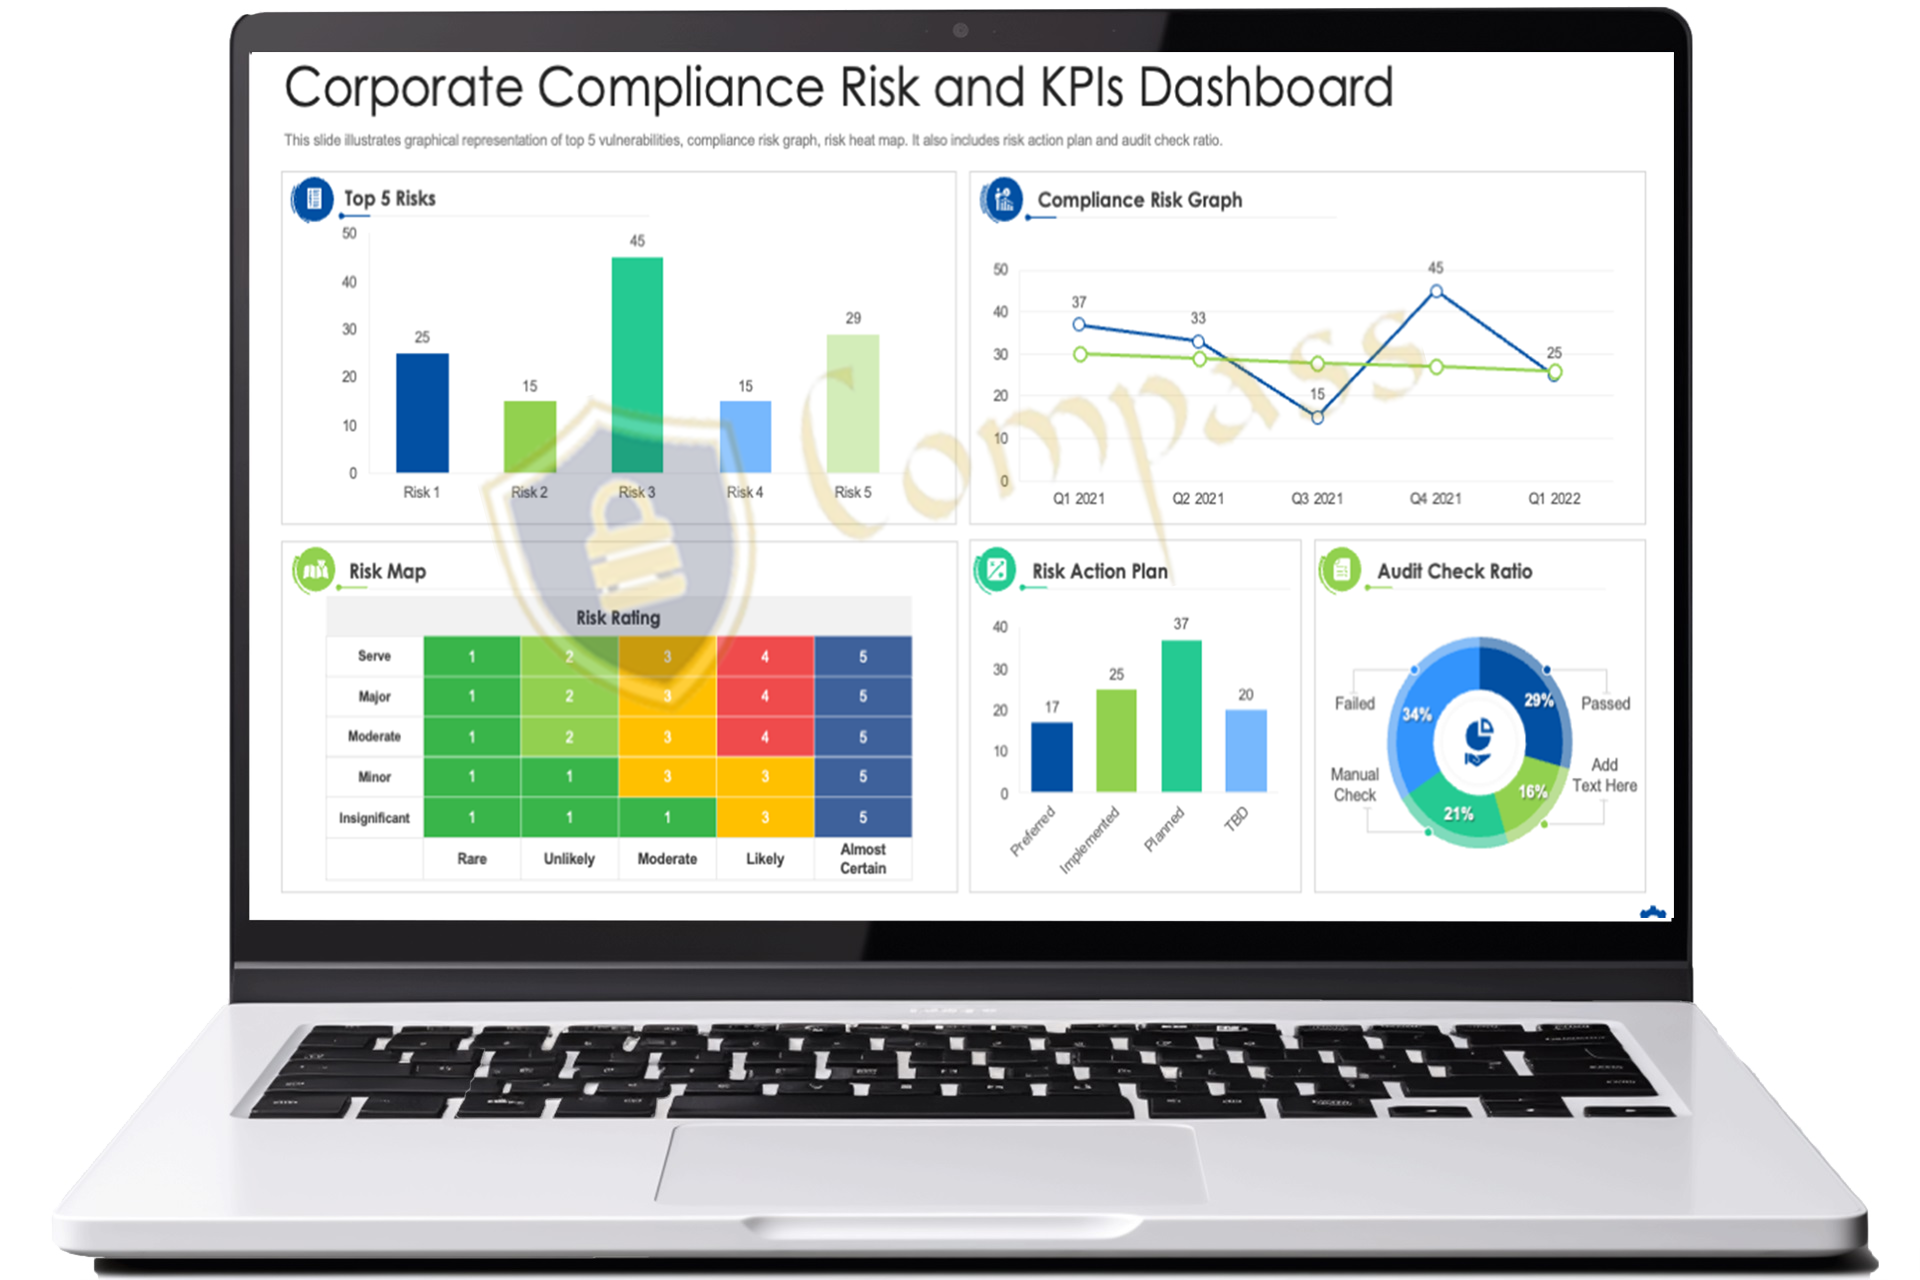 Corporate Compliance Risk and KPIs Dashboard
This slide illustrates graphical representation of top 5 vulnerabilities, compliance risk graph, risk heat map. It also includes risk action plan and audit check ratio.
Top 5 Risks
50
40
30
20
10
0
25
15
45
15
29
Risk 1 Risk 2 Risk 3 Risk 4 Risk 5
Compliance Risk Graph
50
40
30
20
10
0
37
33
15
45
25
Q1 2021 Q2 2021 Q3 2021 Q4 2021 Q1 2022
Compass
Risk Map
Risk Rating
Serve 1 2 3 4 5
Major 1 2 3 4 5
Moderate 1 2 3 4 5
Minor 1 1 3 3 5
Insignificant 1 1 1 3 5
Rare Unlikely Moderate Likely Almost
Certain
Risk Action Plan
40
30
20
10
0
17
25
37
20
Preferred
Implemented
Planned
TBD
Audit Check Ratio
Failed
34%
29%
Passed
Manual
Check
21%
16%
Add
Text Here